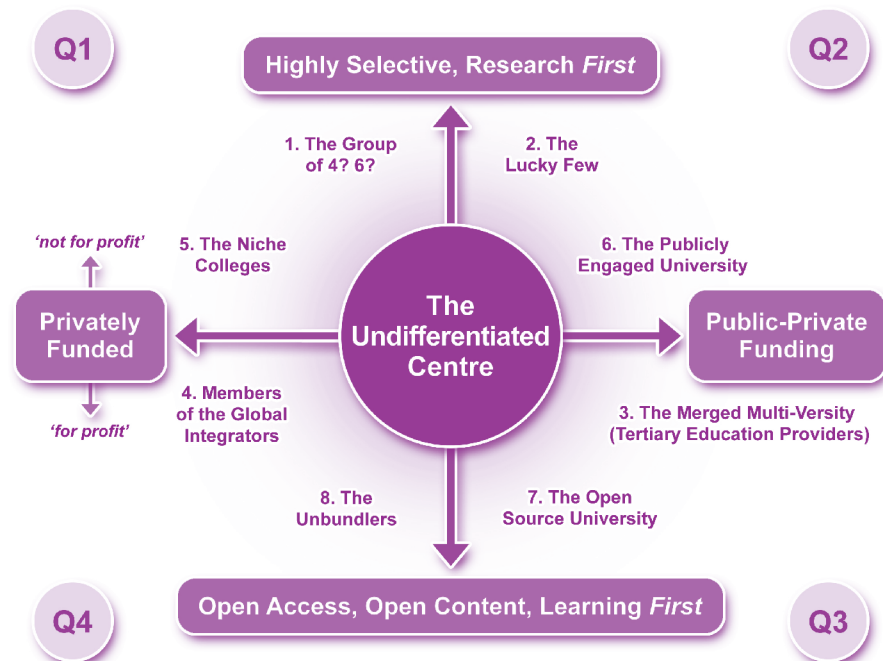 Q1
Q2
Highly Selective, Research First
1. The Group
of 4? 6?
2. The
Lucky Few
'not for profit'
5. The Niche
Colleges
6. The Publicly
Engaged University
Privately
Funded
The
Undifferentiated
Centre
Public-Private
Funding
4. Members
of the Global
Integrators
3. The Merged Multi-Versity
(Tertiary Education Providers)
'for profit'
8. The
Unbundlers
7. The Open
Source University
Open Access, Open Content, Learning First
Q4
Q3